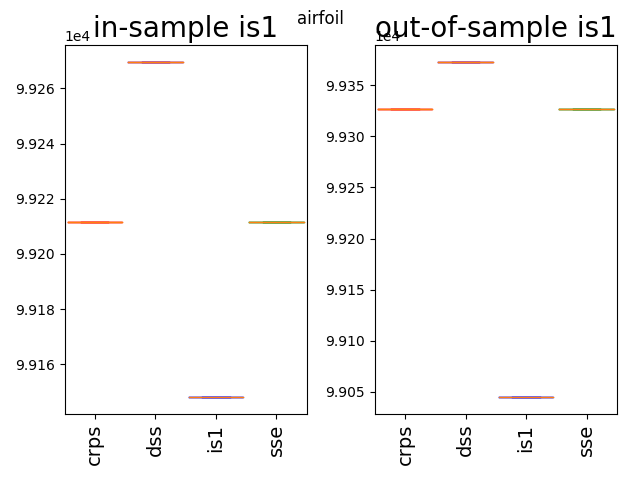 airfoil
in-sample is1
1e4
9.926
9.924
9.922
9.920
9.918
9.916
crps
dss
is1
sse
out-of-sample is1
1e4
9.935
9.930
9.925
9.920
9.915
9.910
9.905
crps
dss
is1
sse